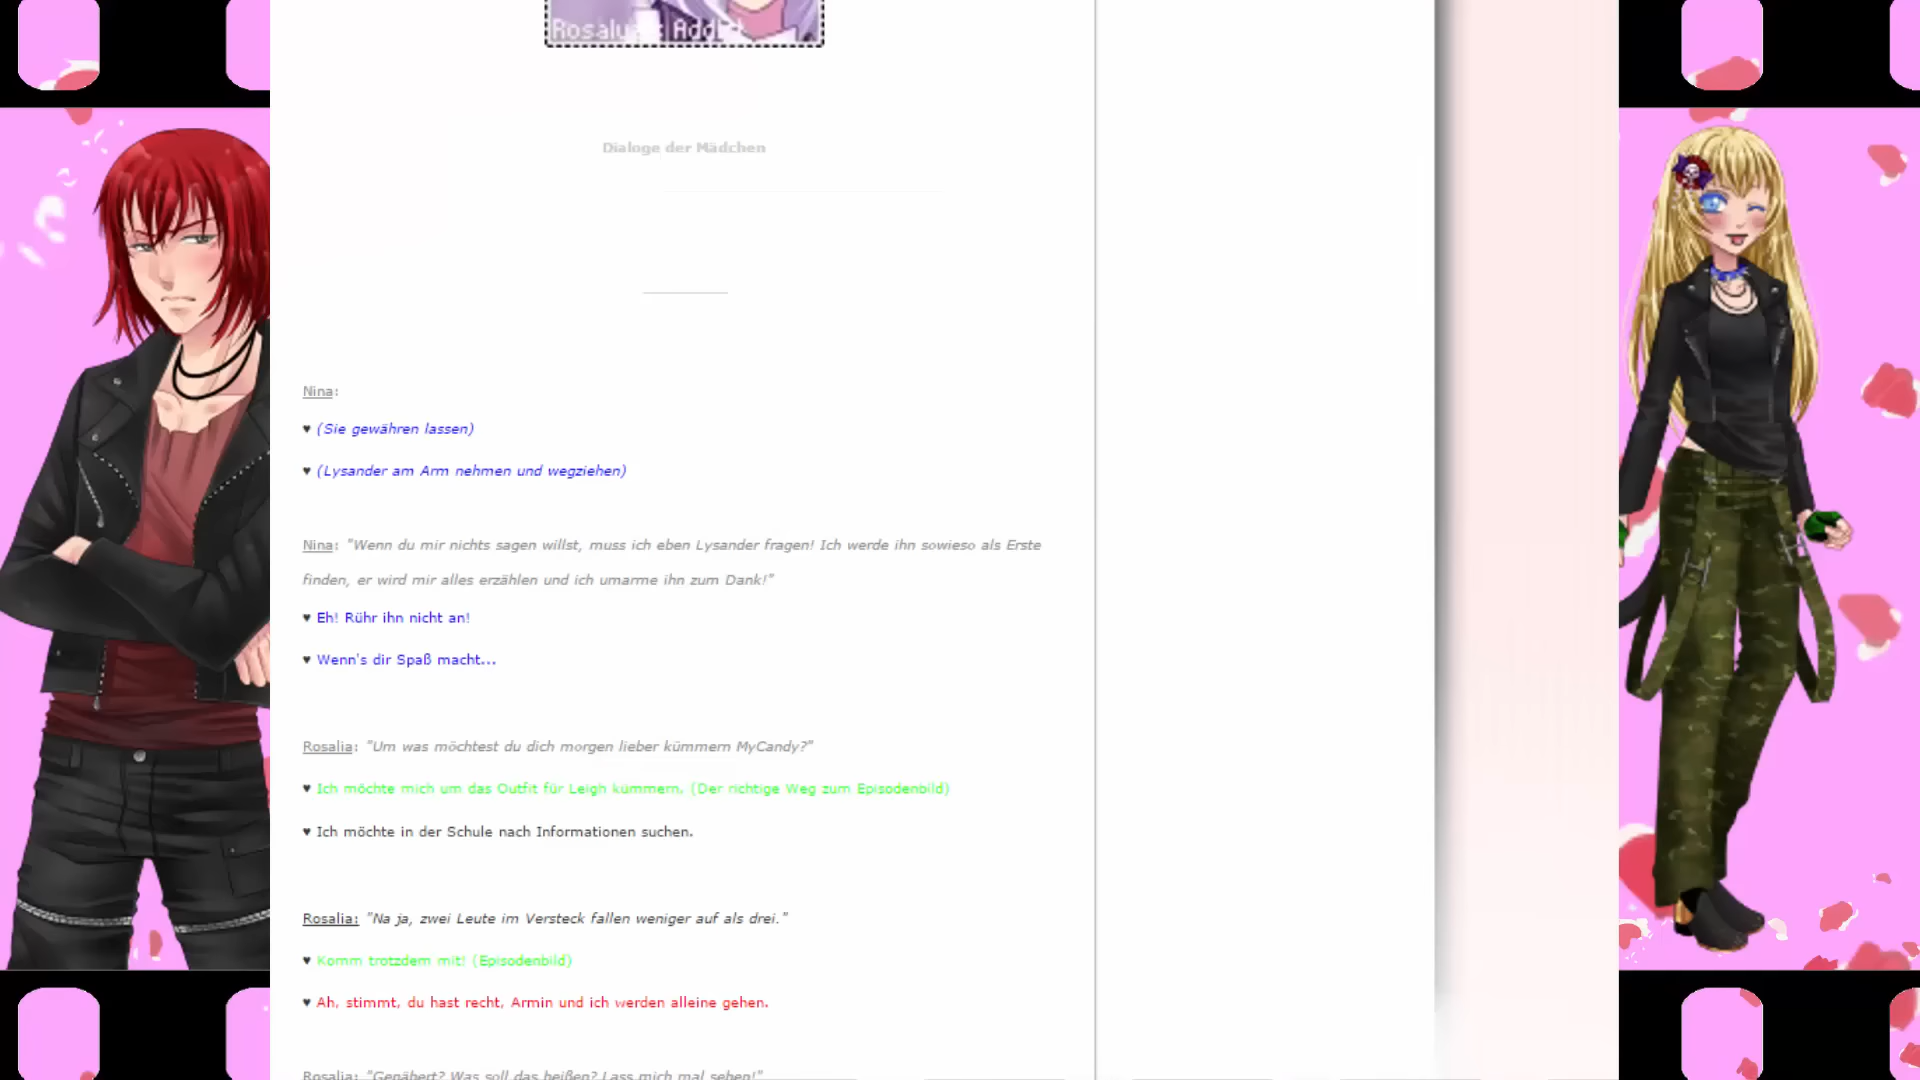 Dialoge der Mädchen
Nina:
♥ (Sie gewähren lassen)
♥ (Lysander am Arm nehmen und wegziehen)
Nina: "Wenn du mir nichts sagen willst, muss ich eben Lysander fragen! Ich werde ihn sowieso als Erste
finden, er wird mir alles erzählen und ich umarme ihn zum Dank!"
♥ Eh! Rühr ihn nicht an!
♥ Wenn's dir Spaß macht...
Rosalia: "Um was möchtest du dich morgen lieber kümmern MyCandy?"
♥ Ich möchte mich um das Outfit für Leigh kümmern. (Der richtige Weg zum Episodenbild)
♥ Ich möchte in der Schule nach Informationen suchen.
Rosalia: "Na ja, zwei Leute im Versteck fallen weniger auf als drei."
♥ Komm trotzdem mit! (Episodenbild)
♥ Ah, stimmt, du hast recht, Armin und ich werden alleine gehen.
Rosalia: "Genähert? Was soll das heißen? Lass mich mal sehen!"